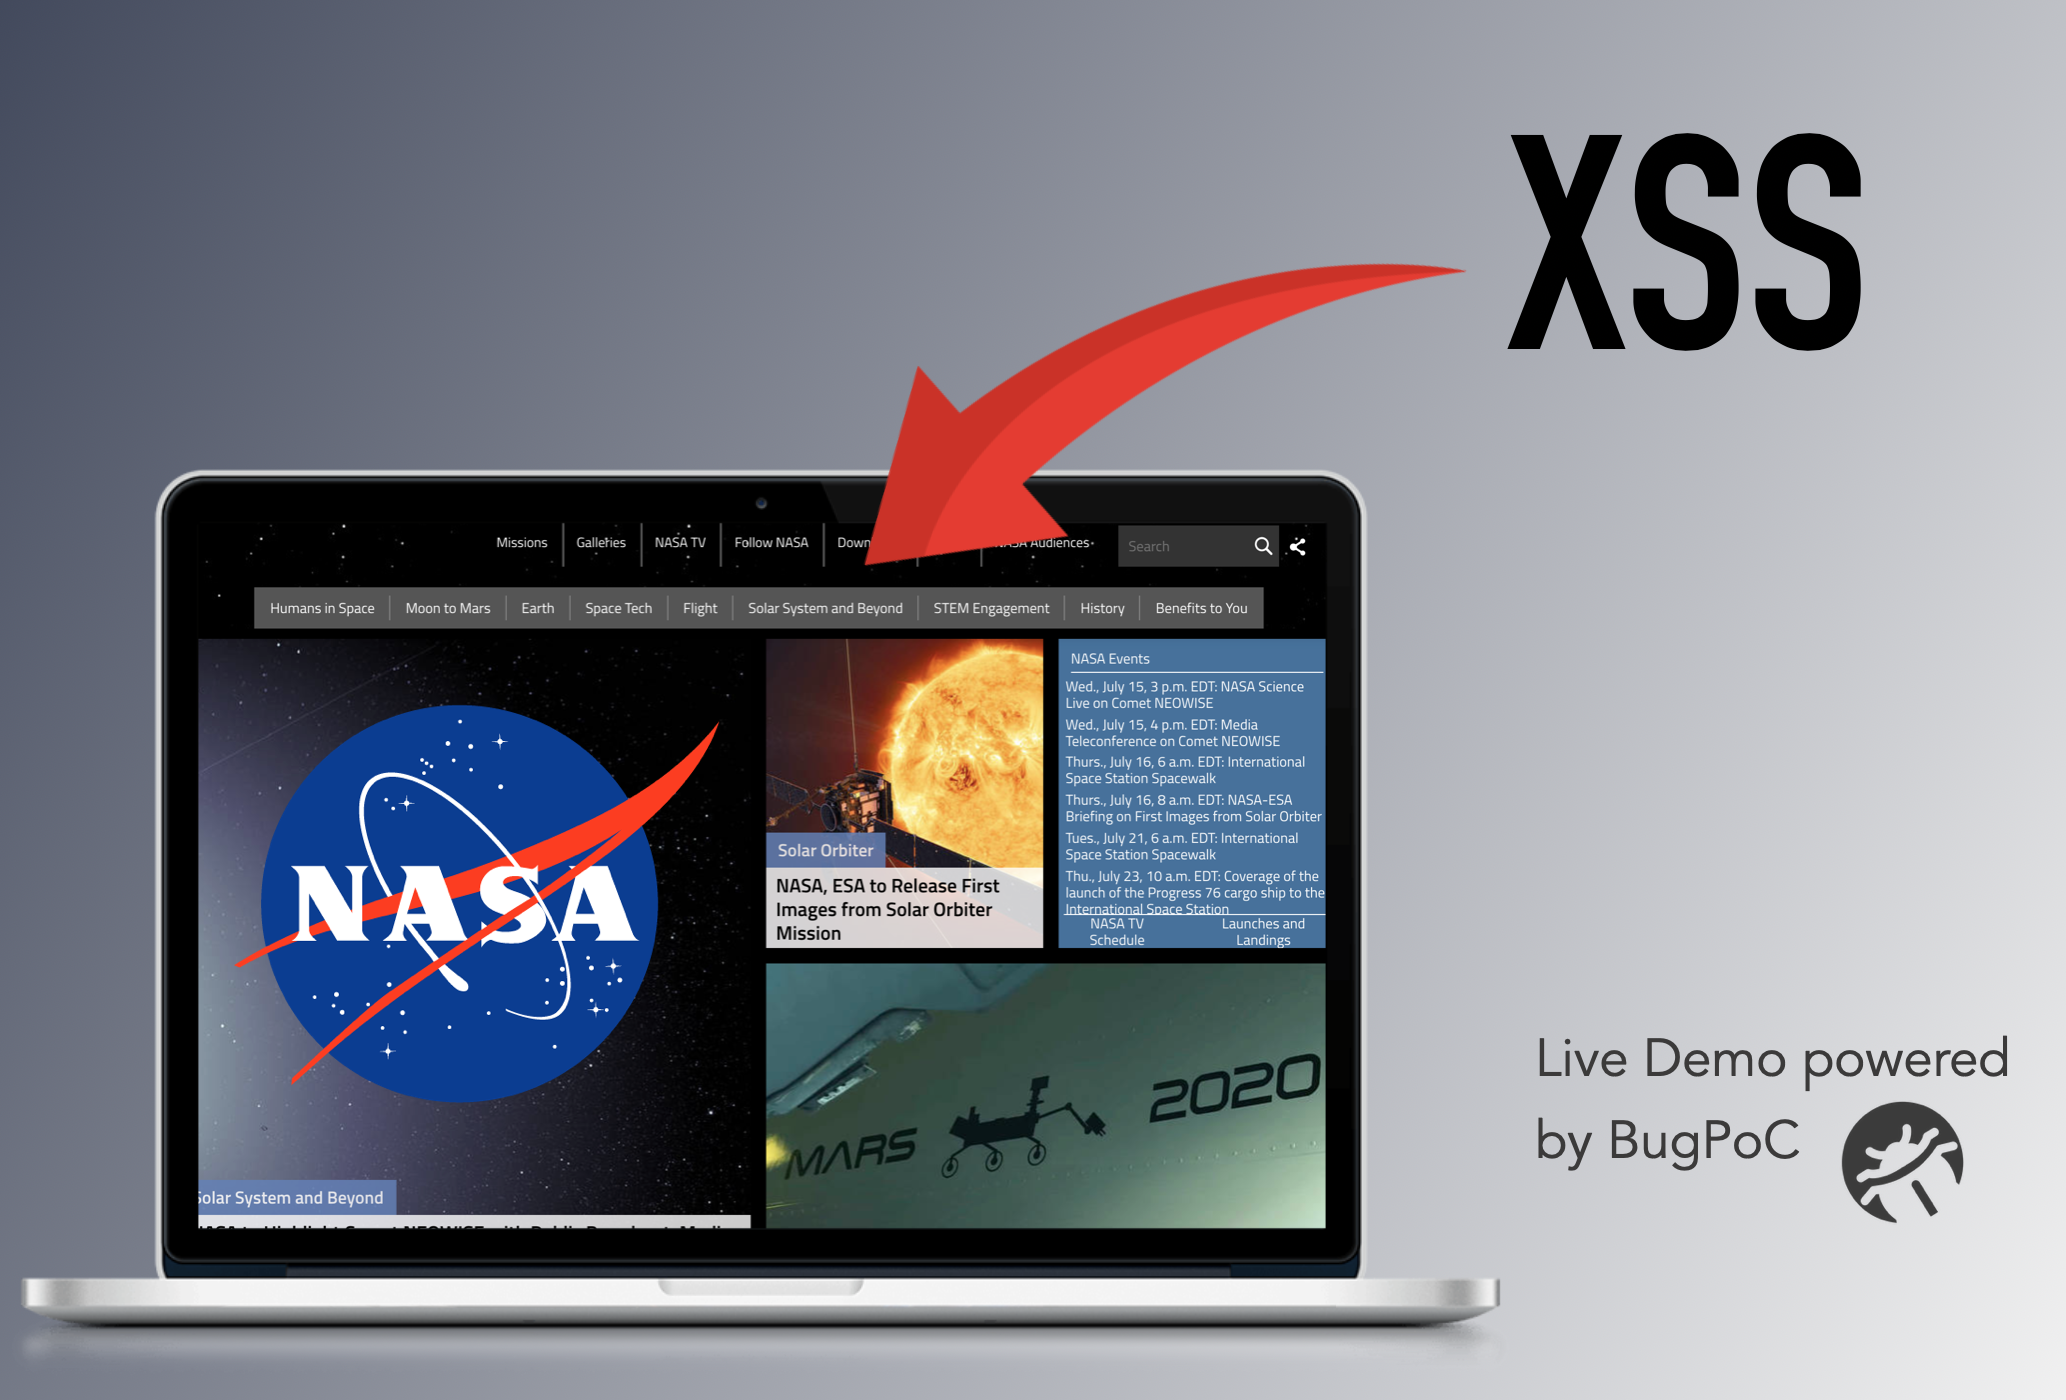 XSS
Missions
Galleries
NASA TV
Follow NASA
Down
NASA Audiences
Search
Humans in Space
Moon to Mars
Earth
Space Tech
Flight
Solar System and Beyond
STEM Engagement
History
Benefits to You
NASA
Solar System and Beyond
Solar Orbiter
NASA, ESA to Release First
Images from Solar Orbiter
Mission
NASA Events
Wed., July 15, 3 p.m. EDT: NASA Science
Live on Comet NEOWISE
Wed., July 15, 4 p.m. EDT: Media
Teleconference on Comet NEOWISE
Thurs., July 16, 6 a.m. EDT: International
Space Station Spacewalk
Thurs., July 16, 8 a.m. EDT: NASA-ESA
Briefing on First Images from Solar Orbiter
Tues., July 21, 6 a.m. EDT: International
Space Station Spacewalk
Thu., July 23, 10 a.m. EDT: Coverage of the
launch of the Progress 76 cargo ship to the
International Space Station
NASA TV
Schedule
Launches and
Landings
MARS 2020
Live Demo powered
by BugPoC